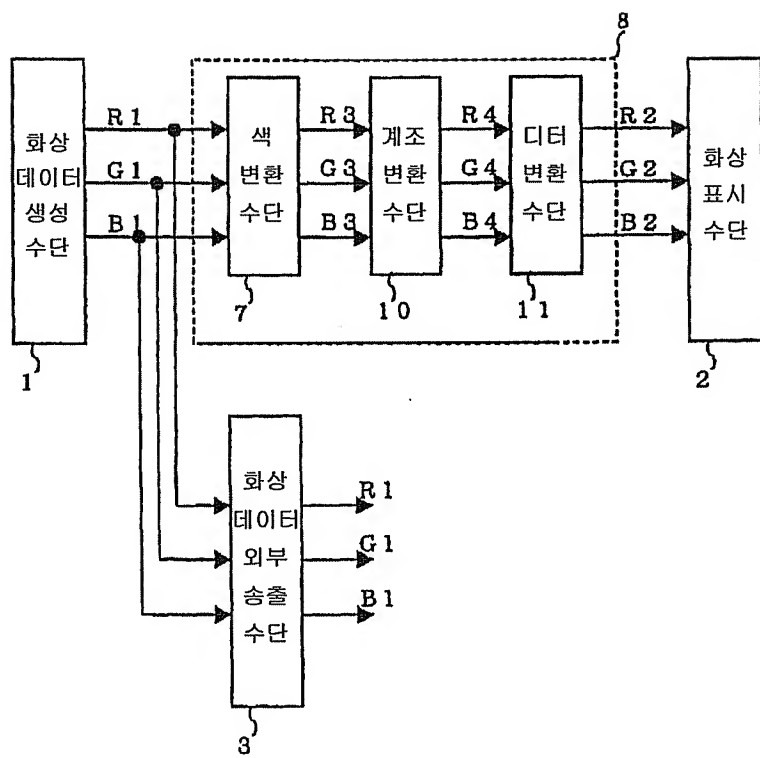 8
화상
데이터
생성
수단
R1
G1
B1
색
변환
수단
R3
G3
B3
계조
변환
수단
R4
G4
B4
디터
변환
수단
R2
G2
B2
화상
표시
수단
7
10
11
1
2
화상
데이터
외부
송출
수단
R1
G1
B1
3